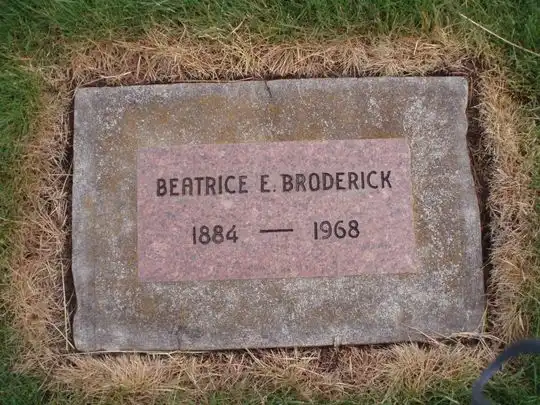 BEATRICE E. BRODERICK
1884 — 1968